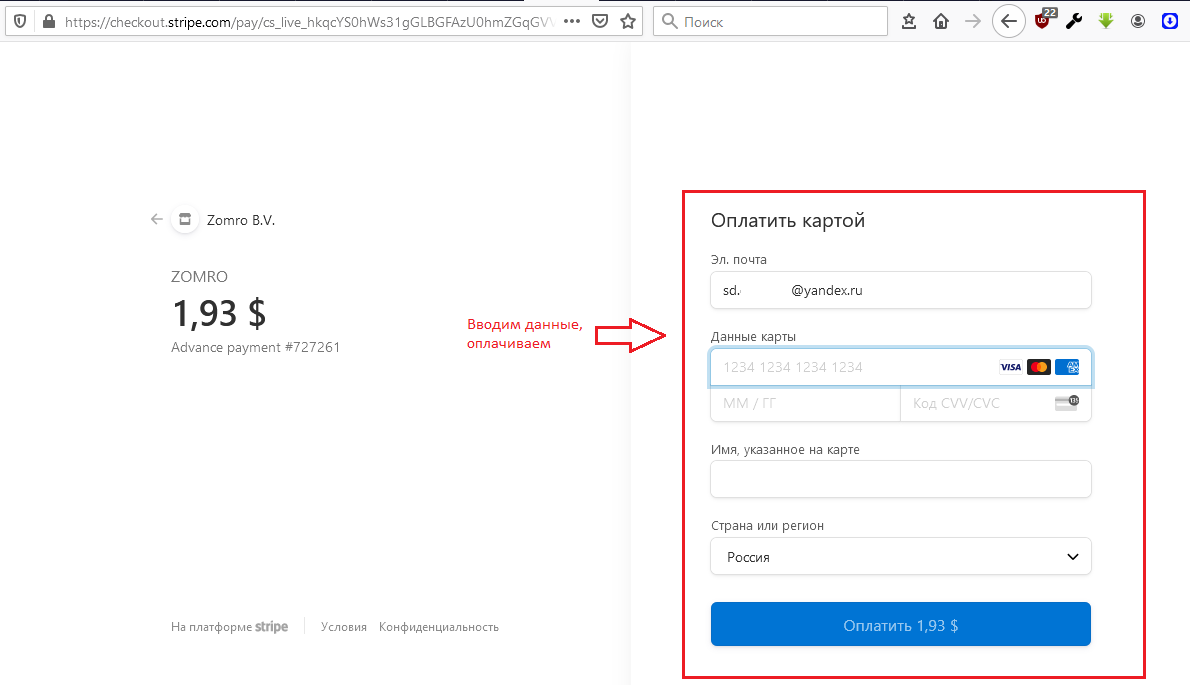 https://checkout.stripe.com/pay/cs_live_hkqcYS0hWs31gGLBGFAzU0hmZGqGV
Поиск
22
Zomro B.V.
ZOMRO
1,93 $
Advance payment #727261
Вводим данные,
оплачиваем
На платформе stripe
Условия
Конфиденциальность
Оплатить картой
Эл. почта
sd. @yandex.ru
Данные карты
1234 1234 1234 1234
VISA
ММ / ГГ
Код CVV/CVC
Имя, указанное на карте
Страна или регион
Россия
Оплатить 1,93 $